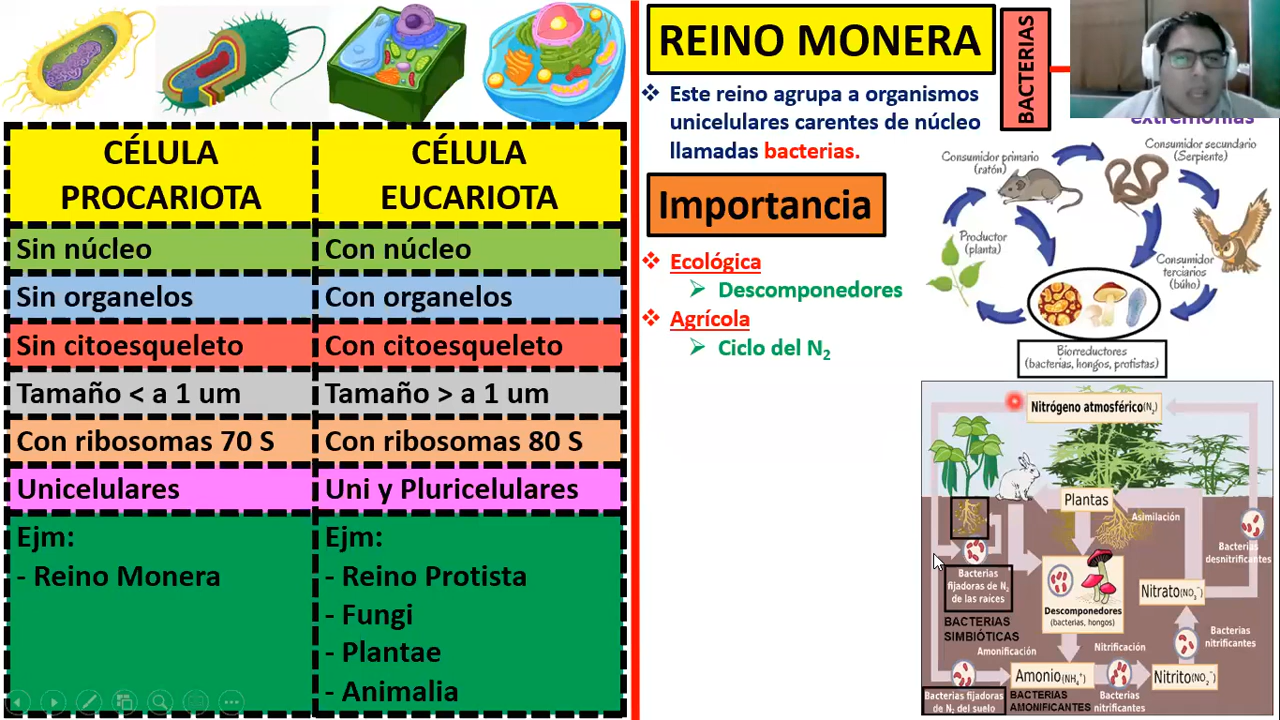 CÉLULA
PROCARIOTA
CÉLULA
EUCARIOTA
Sin núcleo
Con núcleo
Sin organelos
Con organelos
Sin citoesqueleto
Con citoesqueleto
Tamaño < a 1 um
Tamaño > a 1 um
Con ribosomas 70 S
Con ribosomas 80 S
Unicelulares
Uni y Pluricelulares
Ejm:
- Reino Monera
Ejm:
- Reino Protista
- Fungi
- Plantae
- Animalia
REINO MONERA
BACTERIAS
❖ Este reino agrupa a organismos
unicelulares carentes de núcleo
llamadas bacterias.
Importancia
❖ Ecológica
➢ Descomponedores
❖ Agrícola
➢ Ciclo del N2
Consumidor primario
(ratón)
Consumidor secundario
(Serpiente)
Productor
(planta)
Consumidor
terciarios
(búho)
Biorreductores
(bacterias, hongos, protistas)
Nitrógeno atmosférico(N2)
Plantas
Asimilación
Bacterias
fijadoras de N2
de las raíces
BACTERIAS
SIMBIÓTICAS
Descomponedores
(bacterias, hongos)
Bacterias
desnitrificantes
Nitrato(NO3-)
Bacterias
nitrificantes
Amonificación
Nitrificación
Amonio(NH4+)
Nitrito(NO2-)
Bacterias fijadoras
de N2 del suelo
BACTERIAS
AMONIFICANTES
Bacterias
nitrificantes